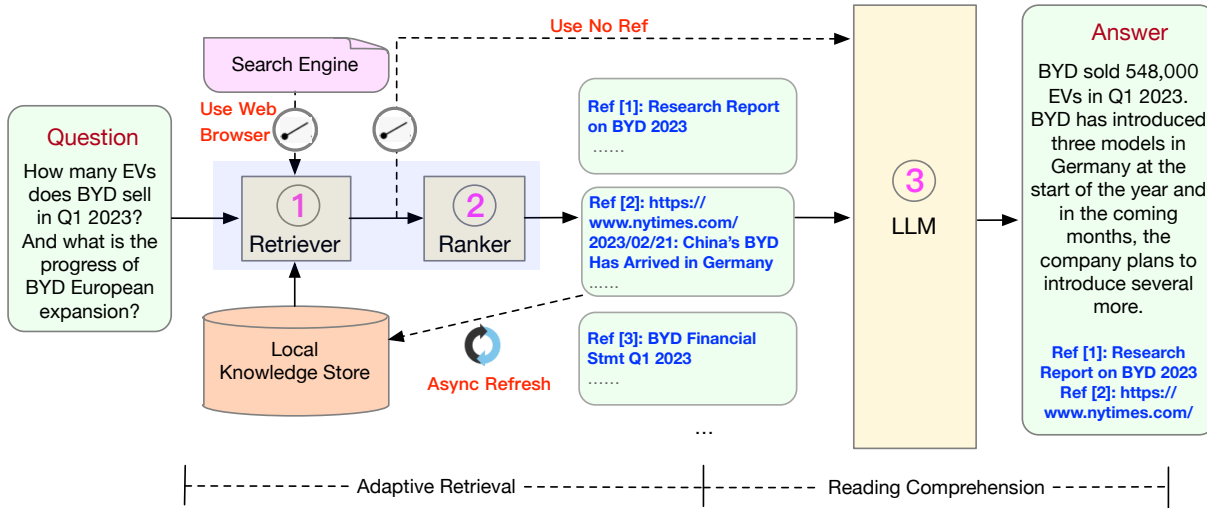 Question
How many EVs
does BYD sell
in Q1 2023?
And what is the
progress of
BYD European
expansion?
Search Engine
Use Web
Browser
Use No Ref
1
Retriever
2
Ranker
Local
Knowledge Store
Async Refresh
Ref [1]: Research Report
on BYD 2023
......
Ref [2]: https://
www.nytimes.com/
2023/02/21: China's BYD
Has Arrived in Germany
......
Ref [3]: BYD Financial
Stmt Q1 2023
......
...
3
LLM
Answer
BYD sold 548,000
EVs in Q1 2023.
BYD has introduced
three models in
Germany at the
start of the year and
in the coming
months, the
company plans to
introduce several
more.
Ref [1]: Research
Report on BYD 2023
Ref [2]: https://
www.nytimes.com/
Adaptive Retrieval
Reading Comprehension